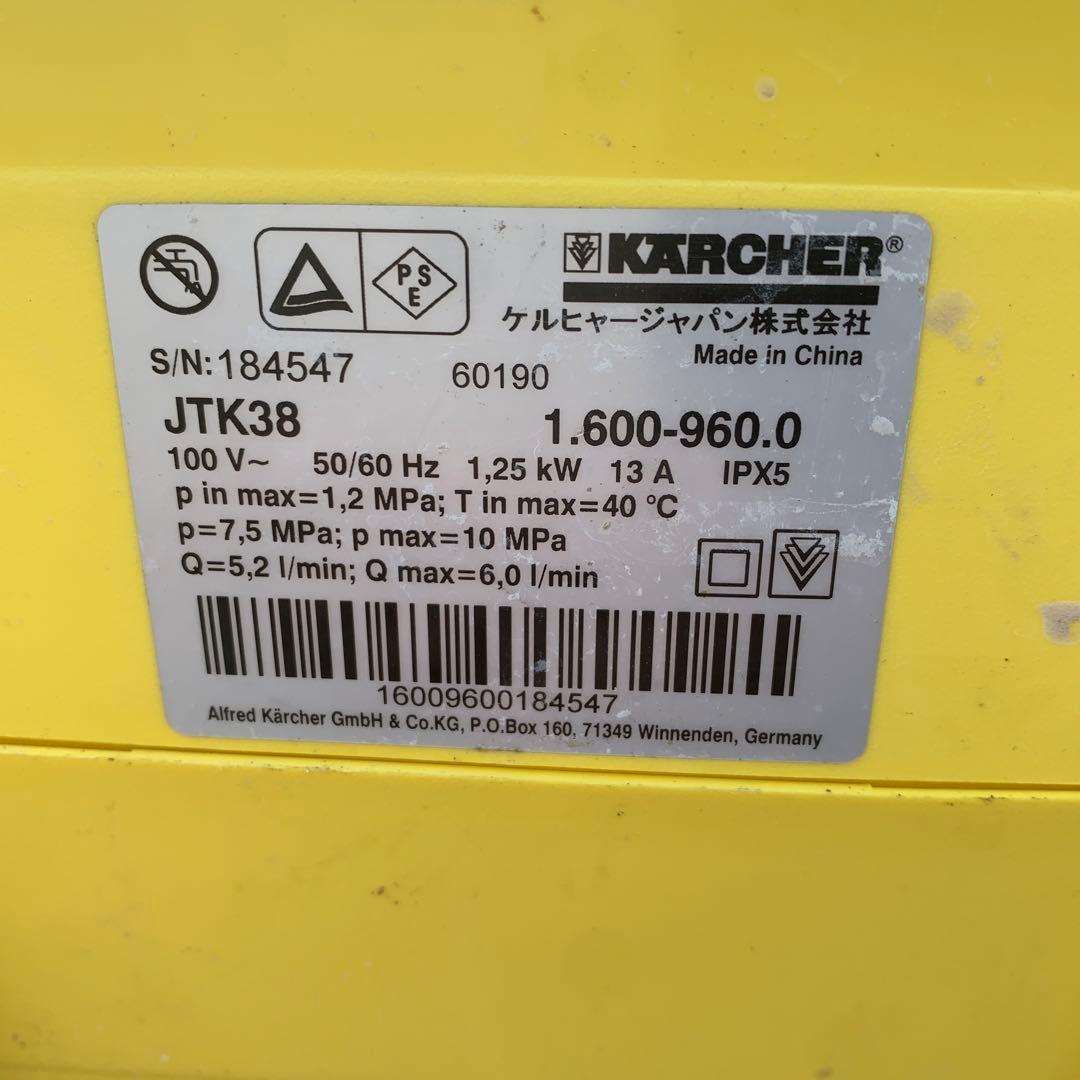 PSE
KÄRCHER®
ケルヒャージャパン株式会社
Made in China
S/N:184547 60190
JTK38 1.600-960.0
100 V~ 50/60 Hz 1,25 kW 13 A IPX5
p in max=1,2 MPa; T in max=40 °C
p=7,5 MPa; p max=10 MPa
Q=5,2 l/min; Q max=6,0 l/min
16009600184547
Alfred Kärcher GmbH & Co.KG, P.O.Box 160, 71349 Winnenden, Germany